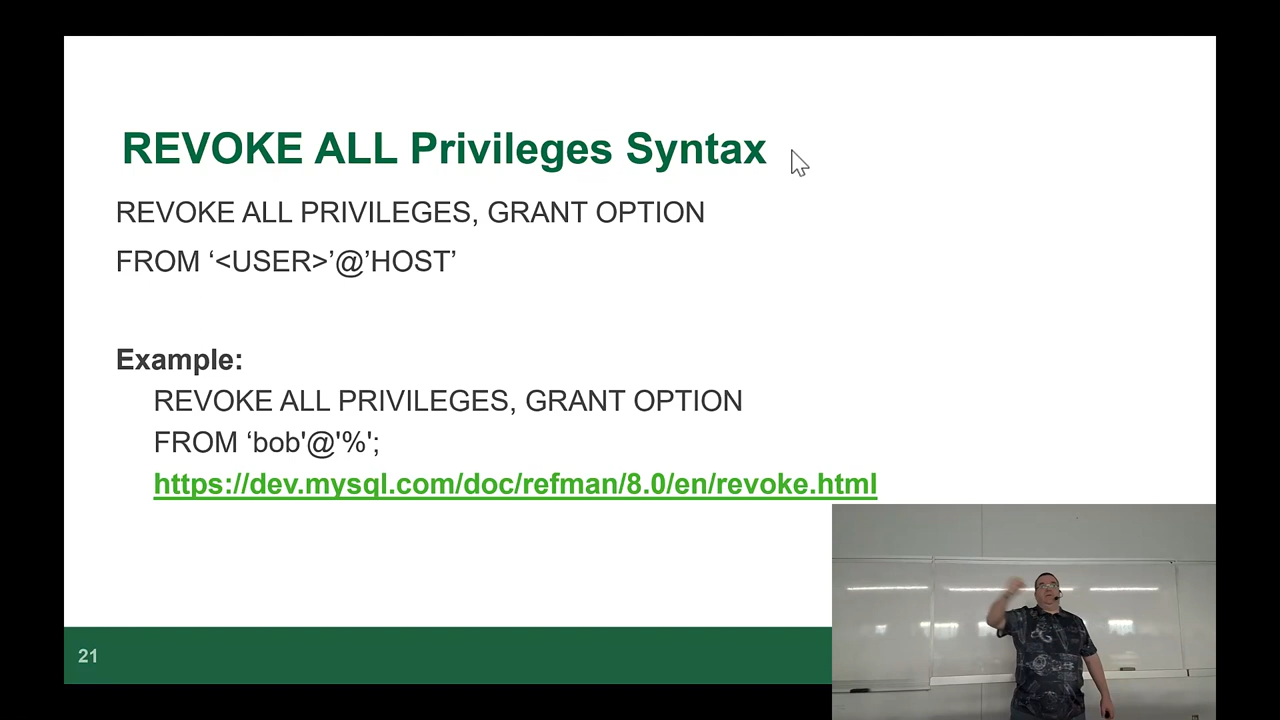 REVOKE ALL Privileges Syntax
REVOKE ALL PRIVILEGES, GRANT OPTION
FROM ‘<USER>’@’HOST’
Example:
REVOKE ALL PRIVILEGES, GRANT OPTION
FROM ‘bob'@'%';
https://dev.mysql.com/doc/refman/8.0/en/revoke.html
21